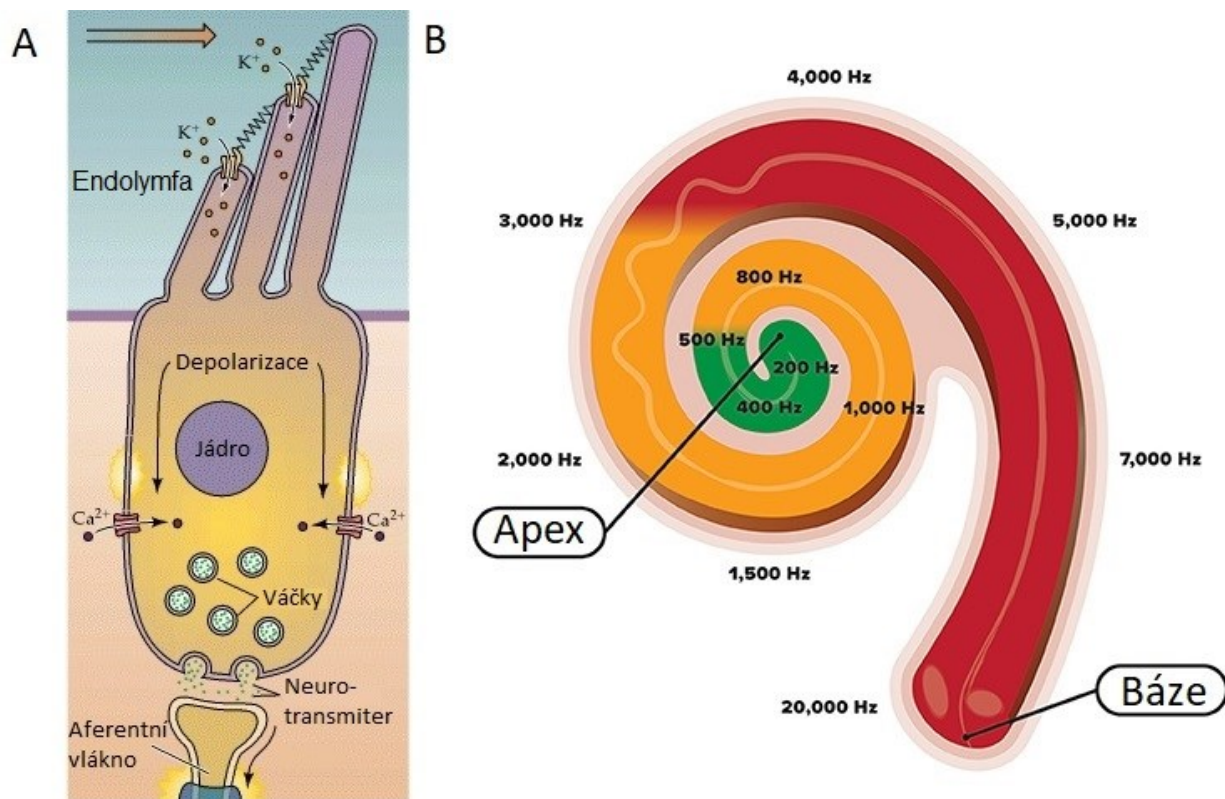 A
K⁺
K⁺
Endolymfa
Depolarizace
Jádro
Ca²⁺
Ca²⁺
Váčky
Neuro-
transmiter
Aferentní
vlákno
B
4,000 Hz
3,000 Hz
5,000 Hz
800 Hz
500 Hz
200 Hz
400 Hz
1,000 Hz
2,000 Hz
7,000 Hz
Apex
1,500 Hz
Báze
20,000 Hz